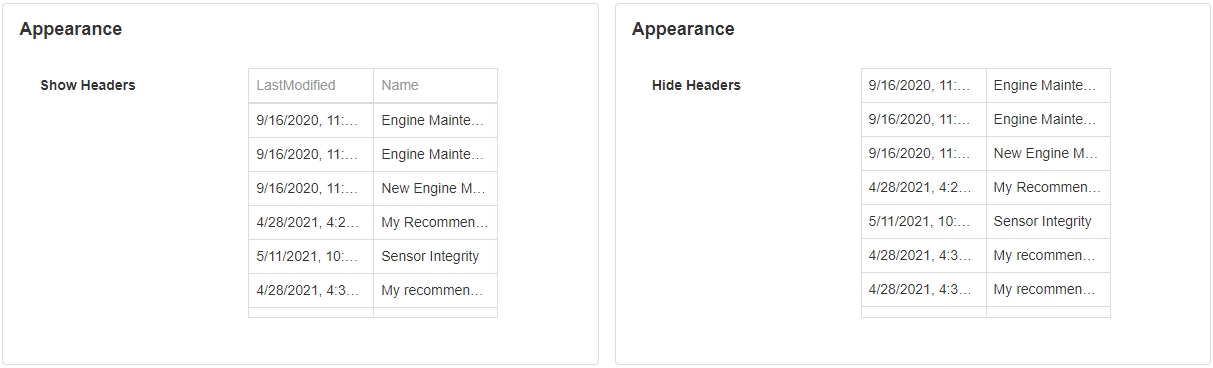 Appearance
Show Headers
LastModified Name
9/16/2020, 11:... Engine Mainte...
9/16/2020, 11:... Engine Mainte...
9/16/2020, 11:... New Engine M...
4/28/2021, 4:2... My Recommen...
5/11/2021, 10:... Sensor Integrity
4/28/2021, 4:3... My recommen...
Appearance
Hide Headers
9/16/2020, 11:... Engine Mainte...
9/16/2020, 11:... Engine Mainte...
9/16/2020, 11:... New Engine M...
4/28/2021, 4:2... My Recommen...
5/11/2021, 10:... Sensor Integrity
4/28/2021, 4:3... My recommen...
4/28/2021, 4:3... My recommen...